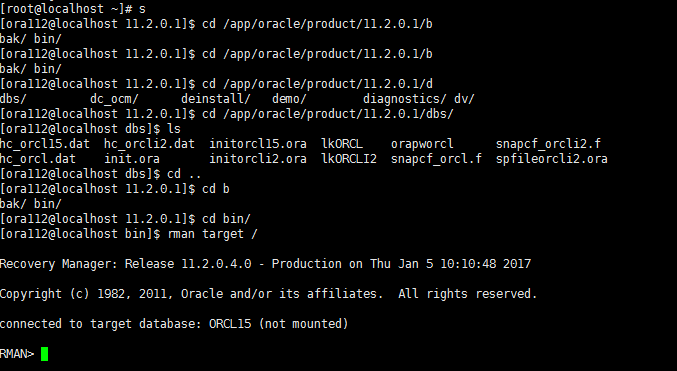 [root@localhost ~]# s
[ora112@localhost 11.2.0.1]$ cd /app/oracle/product/11.2.0.1/b
bak/ bin/
[ora112@localhost 11.2.0.1]$ cd /app/oracle/product/11.2.0.1/b
bak/ bin/
[ora112@localhost 11.2.0.1]$ cd /app/oracle/product/11.2.0.1/d
dbs/         dc_ocm/      deinstall/   demo/        diagnostics/ dv/
[ora112@localhost 11.2.0.1]$ cd /app/oracle/product/11.2.0.1/dbs/
[ora112@localhost dbs]$ ls
hc_orcl15.dat  hc_orcli2.dat  initorcl15.ora  lkORCL    orapworcl      snapcf_orcli2.f
hc_orcl.dat    init.ora       initorcli2.ora  lkORCLI2  snapcf_orcl.f  spfileorcli2.ora
[ora112@localhost dbs]$ cd ..
[ora112@localhost 11.2.0.1]$ cd b
bak/ bin/
[ora112@localhost 11.2.0.1]$ cd bin/
[ora112@localhost bin]$ rman target /
Recovery Manager: Release 11.2.0.4.0 - Production on Thu Jan 5 10:10:48 2017
Copyright (c) 1982, 2011, Oracle and/or its affiliates.  All rights reserved.
connected to target database: ORCL15 (not mounted)
RMAN>